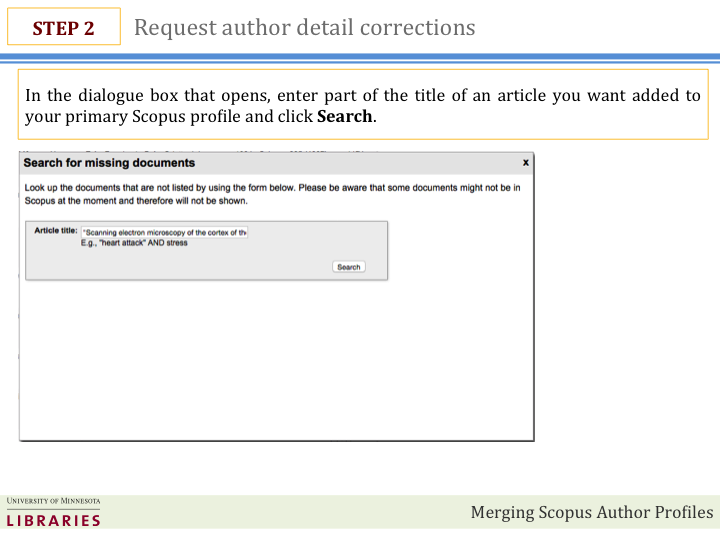 STEP 2
Request author detail corrections
In the dialogue box that opens, enter part of the title of an article you want added to
your primary Scopus profile and click Search.
Search for missing documents
x
Look up the documents that are not listed by using the form below. Please be aware that some documents might not be in
Scopus at the moment and therefore will not be shown.
Article title: "Scanning electron microscopy of the cortex of th
E.g., "heart attack" AND stress
Search
UNIVERSITY OF MINNESOTA
LIBRARIES
Merging Scopus Author Profiles